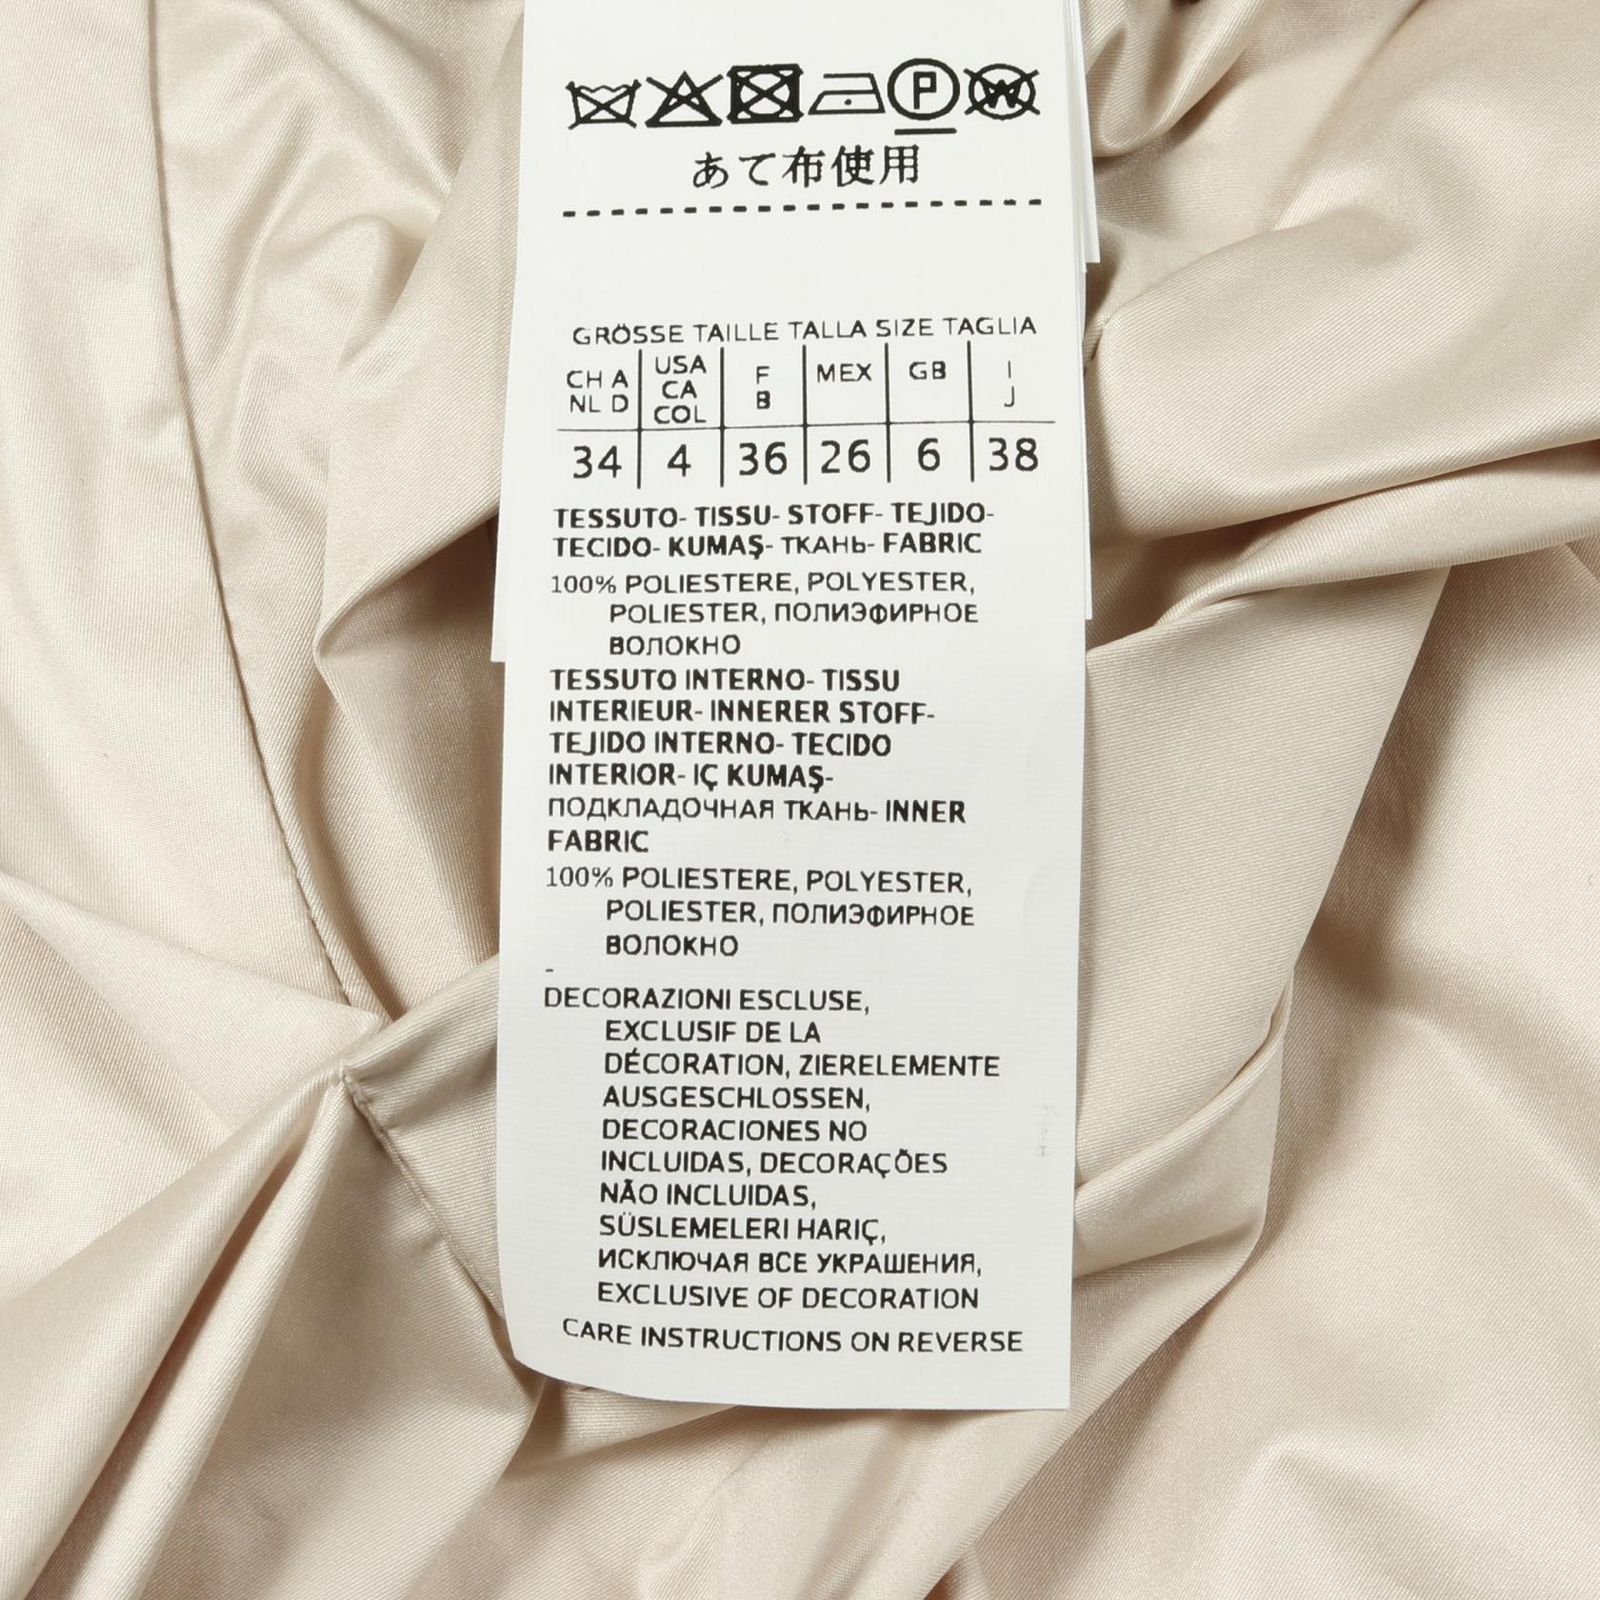 P W
あて布使用
GRÖSSE TAILLE TALLA SIZE TAGLIA
CH A NL D USA CA COL F B MEX GB I J
34 4 36 26 6 38
TESSUTO- TISSU- STOFF- TEJIDO-
TECIDO- KUMAŞ- ТКАНЬ- FABRIC
100% POLIESTERE, POLYESTER,
POLIESTER, ПОЛИЭФИРНОЕ
ВОЛОКНО
TESSUTO INTERNO- TISSU
INTERIEUR- INNERER STOFF-
TEJIDO INTERNO- TECIDO
INTERIOR- IÇ KUMAŞ-
ПОДКЛАДОЧНАЯ ТКАНЬ- INNER
FABRIC
100% POLIESTERE, POLYESTER,
POLIESTER, ПОЛИЭФИРНОЕ
ВОЛОКНО
-
DECORAZIONI ESCLUSE,
EXCLUSIF DE LA
DÉCORATION, ZIERELEMENTE
AUSGESCHLOSSEN,
DECORACIONES NO
INCLUIDAS, DECORAÇÕES
NÃO INCLUIDAS,
SÜSLEMELERI HARIÇ,
ИСКЛЮЧАЯ ВСЕ УКРАШЕНИЯ,
EXCLUSIVE OF DECORATION
CARE INSTRUCTIONS ON REVERSE